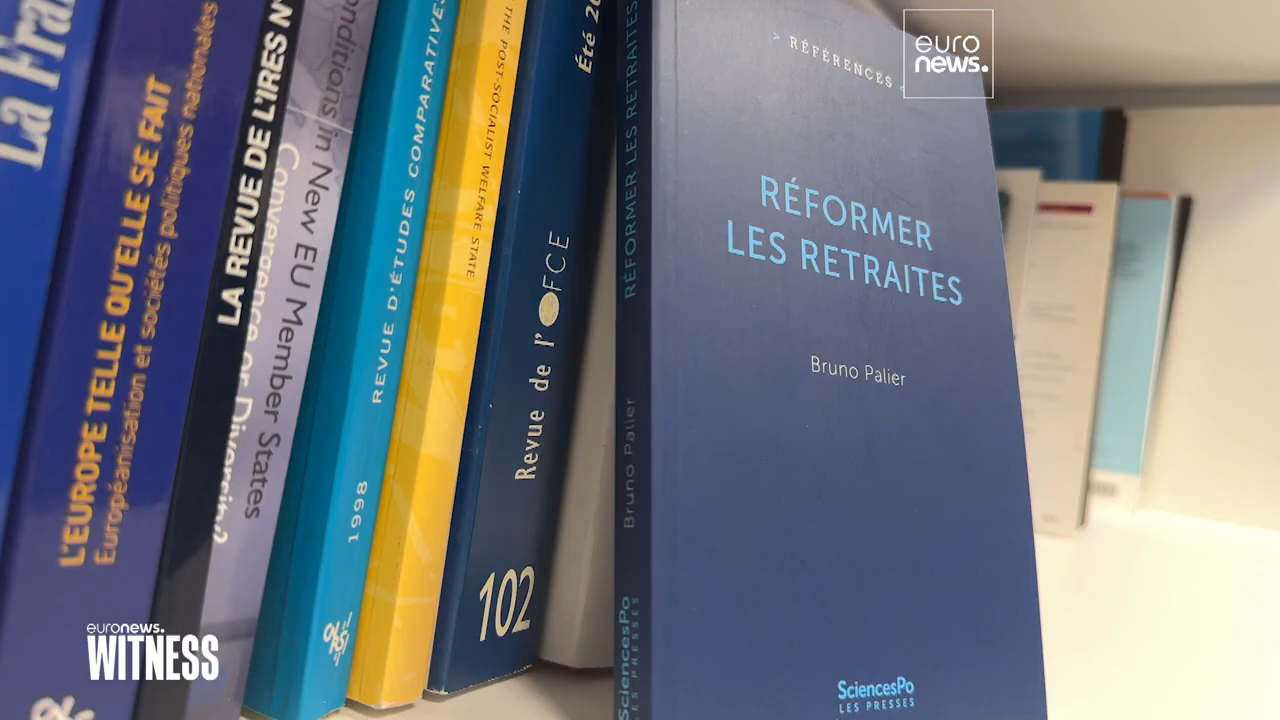 La Fra
L'EUROPE TELLE QU'ELLE SE FAIT
Européanisation et sociétés politiques nationales
LA REVUE DE L'IRES N°
onditions in New EU Member States
Convergence or Diversity?
REVUE D'ÉTUDES COMPARATIVES
1998
THE POST-SOCIALIST WELFARE STATE
Été 20
Revue de l'OFCE
102
RÉFORMER LES RETRAITES
Bruno Palier
SciencesPo
LES PRESSES
> RÉFÉRENCES <
RÉFORMER
LES RETRAITES
Bruno Palier
SciencesPo
LES PRESSES
euro
news.
euronews.
WITNESS